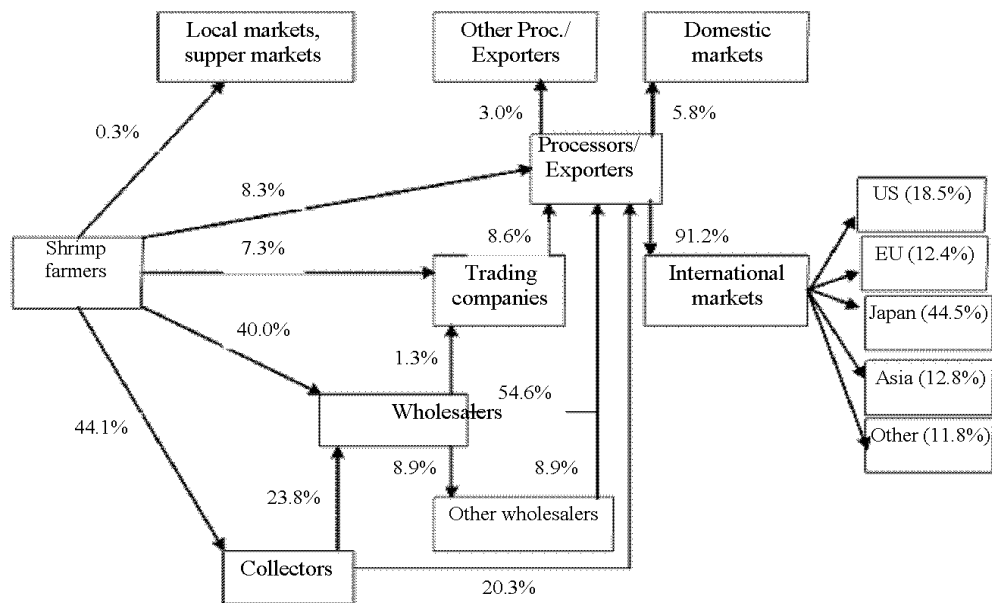 Local markets,
supper markets
Other Proc./
Exporters
Domestic
markets
0.3%
3.0%
5.8%
Processors/
Exporters
8.3%
US (18.5%)
Shrimp
farmers
7.3%
8.6%
91.2%
EU (12.4%)
Trading
companies
International
markets
Japan (44.5%)
40.0%
1.3%
Asia (12.8%)
54.6%
Wholesalers
44.1%
Other (11.8%)
8.9%
8.9%
23.8%
Other wholesalers
Collectors
20.3%